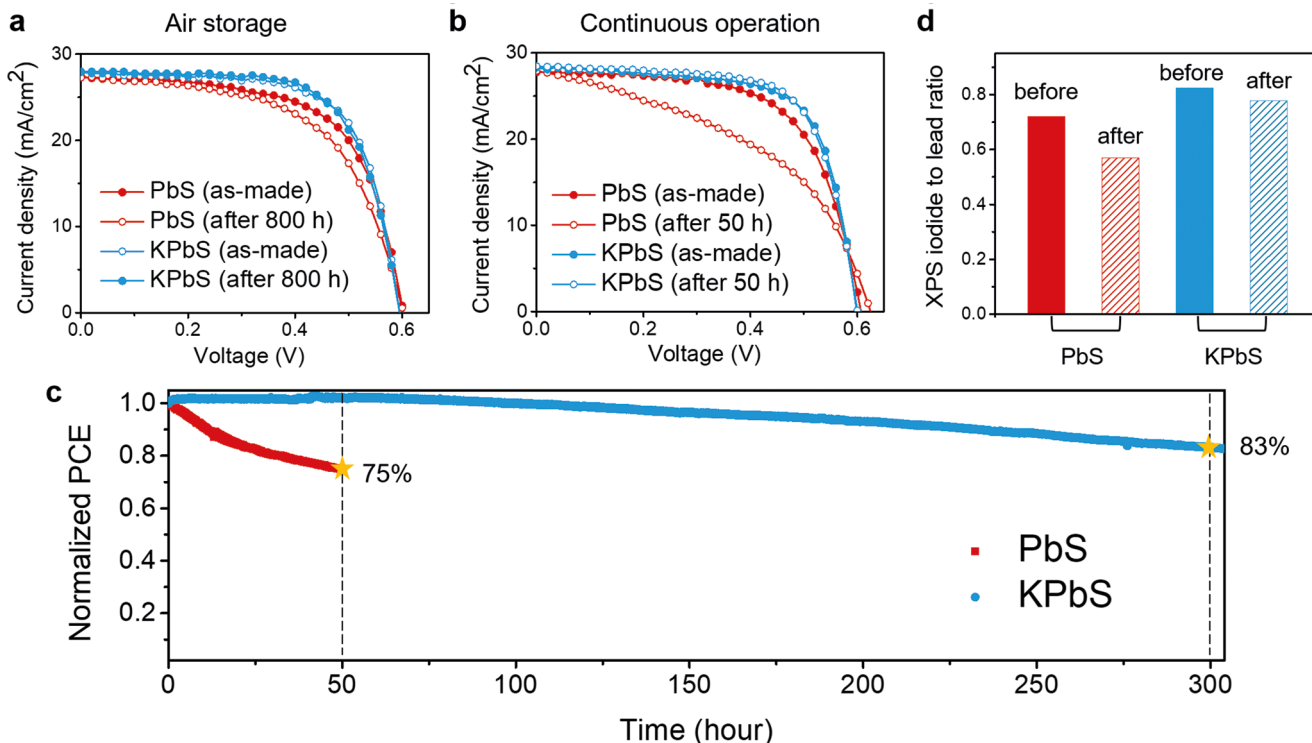 a
Air storage
30
20
10
0
0.0
0.2
0.4
0.6
Current density (mA/cm²)
Voltage (V)
PbS (as-made)
PbS (after 800 h)
KPbS (as-made)
KPbS (after 800 h)
b
Continuous operation
30
20
10
0
0.0
0.2
0.4
0.6
Current density (mA/cm²)
Voltage (V)
PbS (as-made)
PbS (after 50 h)
KPbS (as-made)
KPbS (after 50 h)
d
XPS iodide to lead ratio
0.8
0.6
0.4
0.2
0.0
before
after
before
after
PbS
KPbS
c
Normalized PCE
1.0
0.8
0.6
0.4
0.2
75%
83%
PbS
KPbS
0
50
100
150
200
250
300
Time (hour)